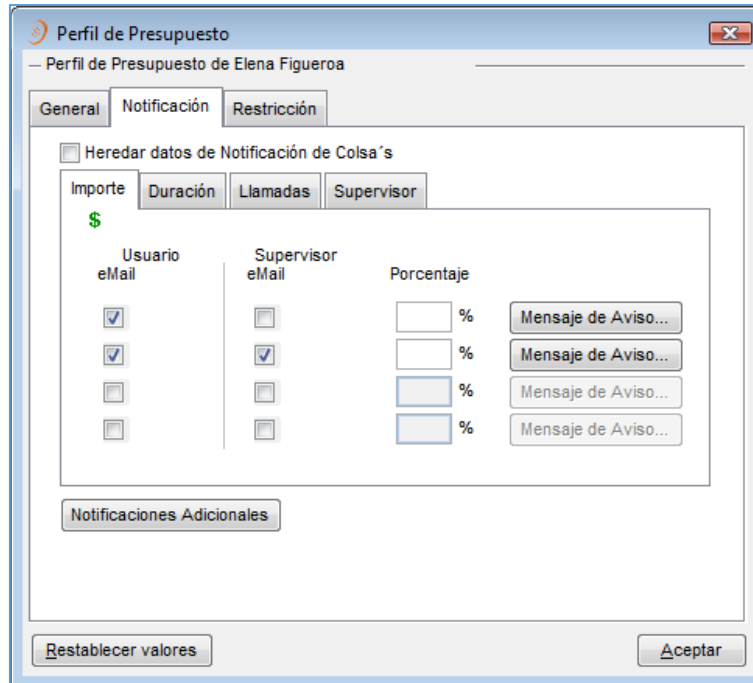 Perfil de Presupuesto
Perfil de Presupuesto de Elena Figueroa
General Notificación Restricción
Heredar datos de Notificación de Colsa´s
Importe Duración Llamadas Supervisor
$
Usuario Supervisor
eMail eMail Porcentaje
% Mensaje de Aviso...
% Mensaje de Aviso...
% Mensaje de Aviso...
% Mensaje de Aviso...
Notificaciones Adicionales
Restablecer valores Aceptar